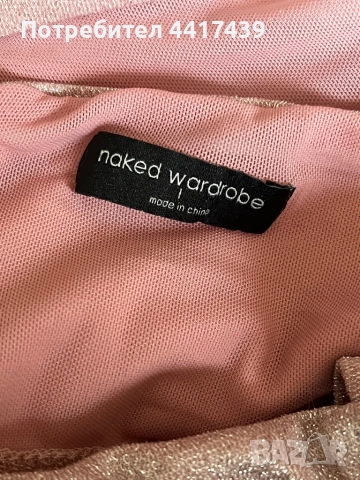 Потребител 4417439
naked wardrobe
made in china